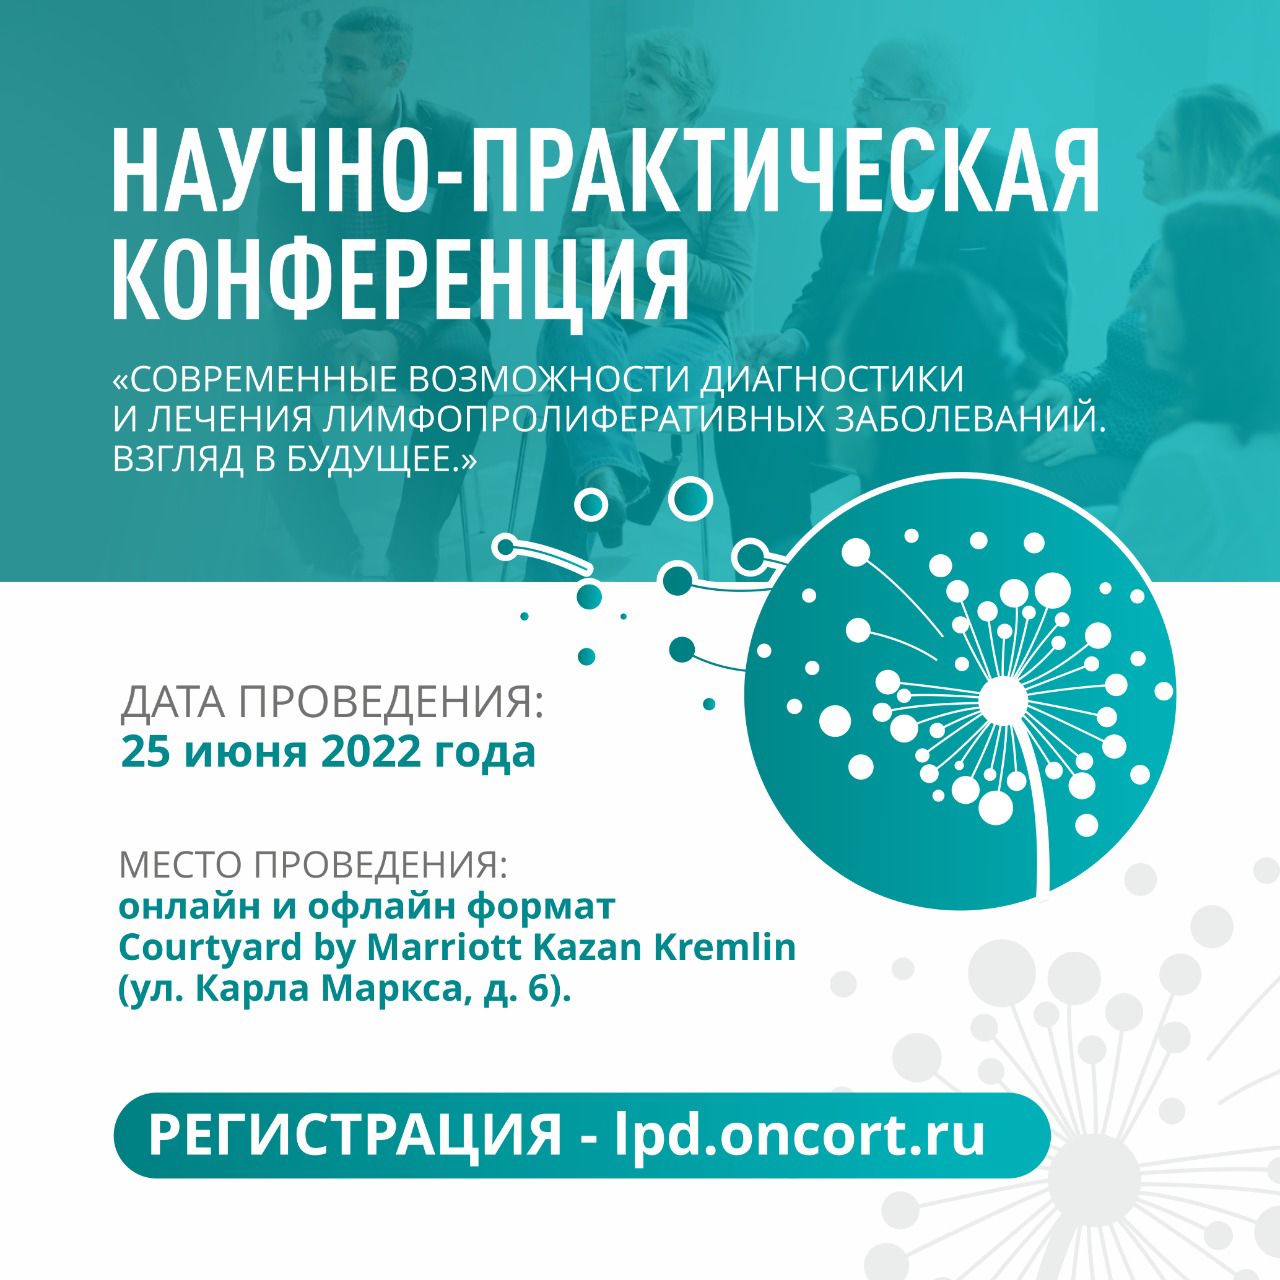 НАУЧНО-ПРАКТИЧЕСКАЯ
КОНФЕРЕНЦИЯ
«СОВРЕМЕННЫЕ ВОЗМОЖНОСТИ ДИАГНОСТИКИ
И ЛЕЧЕНИЯ ЛИМФОПРОЛИФЕРАТИВНЫХ ЗАБОЛЕВАНИЙ.
ВЗГЛЯД В БУДУЩЕЕ.»
ДАТА ПРОВЕДЕНИЯ:
25 июня 2022 года
МЕСТО ПРОВЕДЕНИЯ:
онлайн и офлайн формат
Courtyard by Marriott Kazan Kremlin
(ул. Карла Маркса, д. 6).
РЕГИСТРАЦИЯ - lpd.oncort.ru